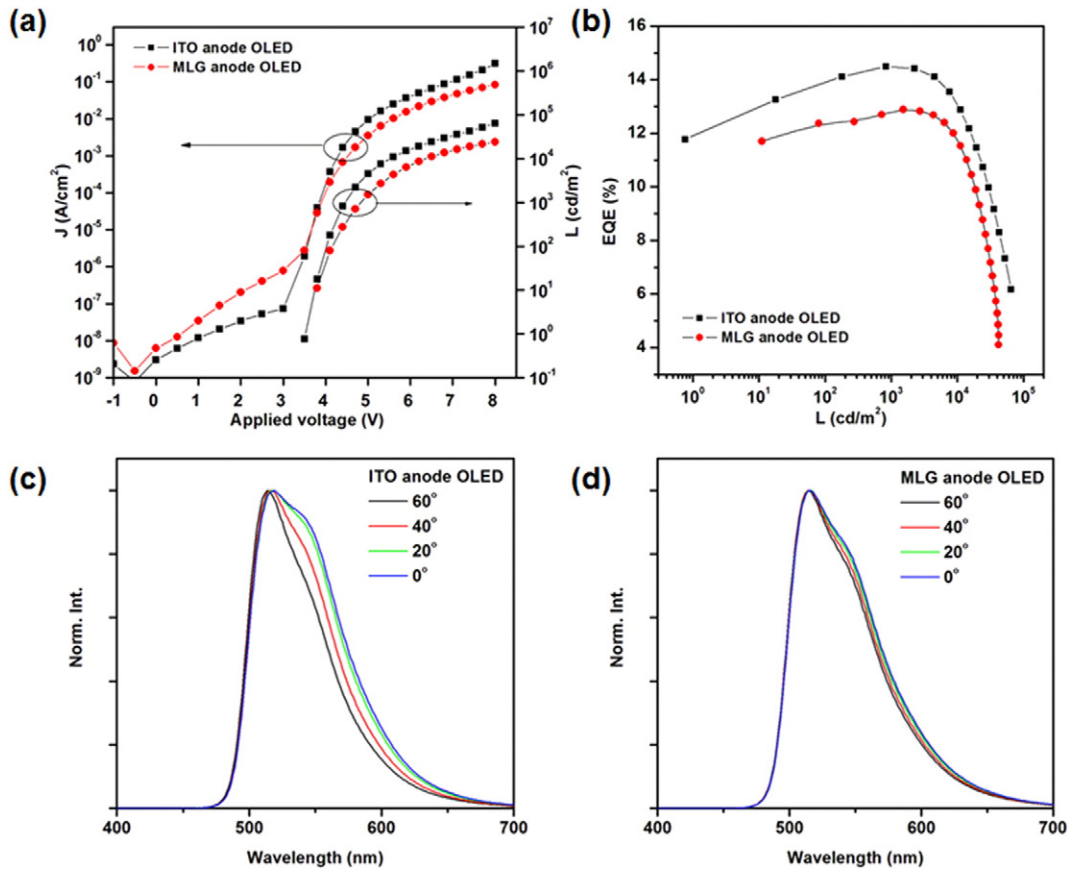 (a)
ITO anode OLED
MLG anode OLED
10⁰
10⁻¹
10⁻²
10⁻³
10⁻⁴
10⁻⁵
10⁻⁶
10⁻⁷
10⁻⁸
10⁻⁹
J (A/cm²)
10⁷
10⁶
10⁵
10⁴
10³
10²
10¹
10⁰
10⁻¹
L (cd/m²)
-1 0 1 2 3 4 5 6 7 8
Applied voltage (V)
(b)
16
14
12
10
8
6
4
EQE (%)
ITO anode OLED
MLG anode OLED
10⁰ 10¹ 10² 10³ 10⁴ 10⁵
L (cd/m²)
(c)
ITO anode OLED
60°
40°
20°
0°
Norm. Int.
400 500 600 700
Wavelength (nm)
(d)
MLG anode OLED
60°
40°
20°
0°
Norm. Int.
400 500 600 700
Wavelength (nm)